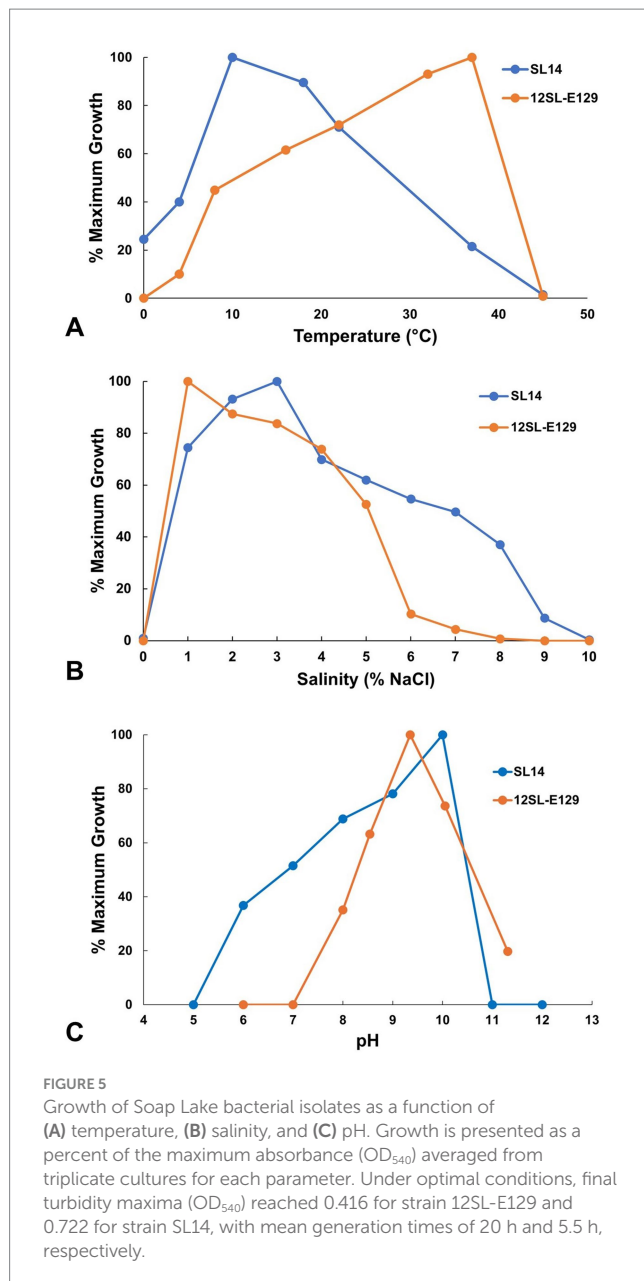 100
SL14
12SL-E129
80
60
40
20
0
% Maximum Growth
0 10 20 30 40 50
Temperature (°C)
A
100
SL14
12SL-E129
80
60
40
20
0
% Maximum Growth
0 1 2 3 4 5 6 7 8 9 10
Salinity (% NaCl)
B
100
SL14
12SL-E129
80
60
40
20
0
% Maximum Growth
4 5 6 7 8 9 10 11 12 13
pH
C
FIGURE 5
Growth of Soap Lake bacterial isolates as a function of
(A) temperature, (B) salinity, and (C) pH. Growth is presented as a
percent of the maximum absorbance (OD₅₄₀) averaged from
triplicate cultures for each parameter. Under optimal conditions, final
turbidity maxima (OD₅₄₀) reached 0.416 for strain 12SL-E129 and
0.722 for strain SL14, with mean generation times of 20 h and 5.5 h,
respectively.